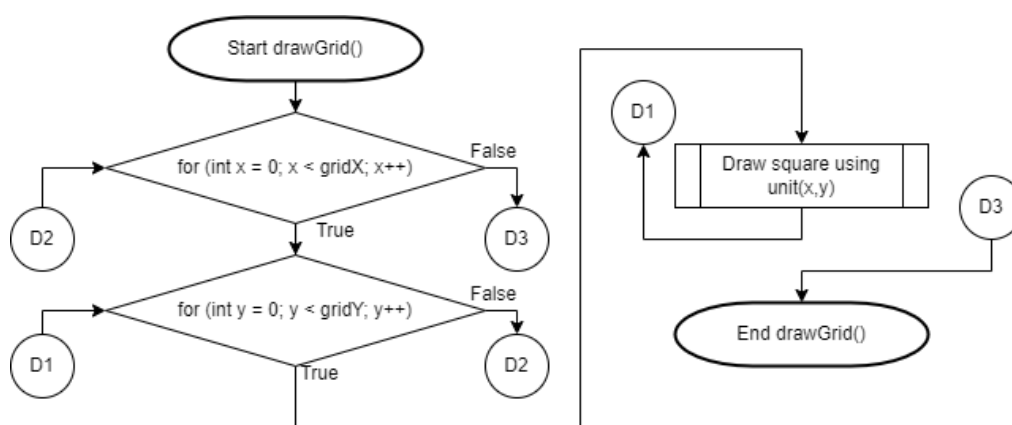 Start drawGrid()
for (int x = 0; x < gridX; x++)
False
True
D2
D3
for (int y = 0; y < gridY; y++)
False
True
D1
D2
D1
Draw square using
unit(x,y)
D3
End drawGrid()